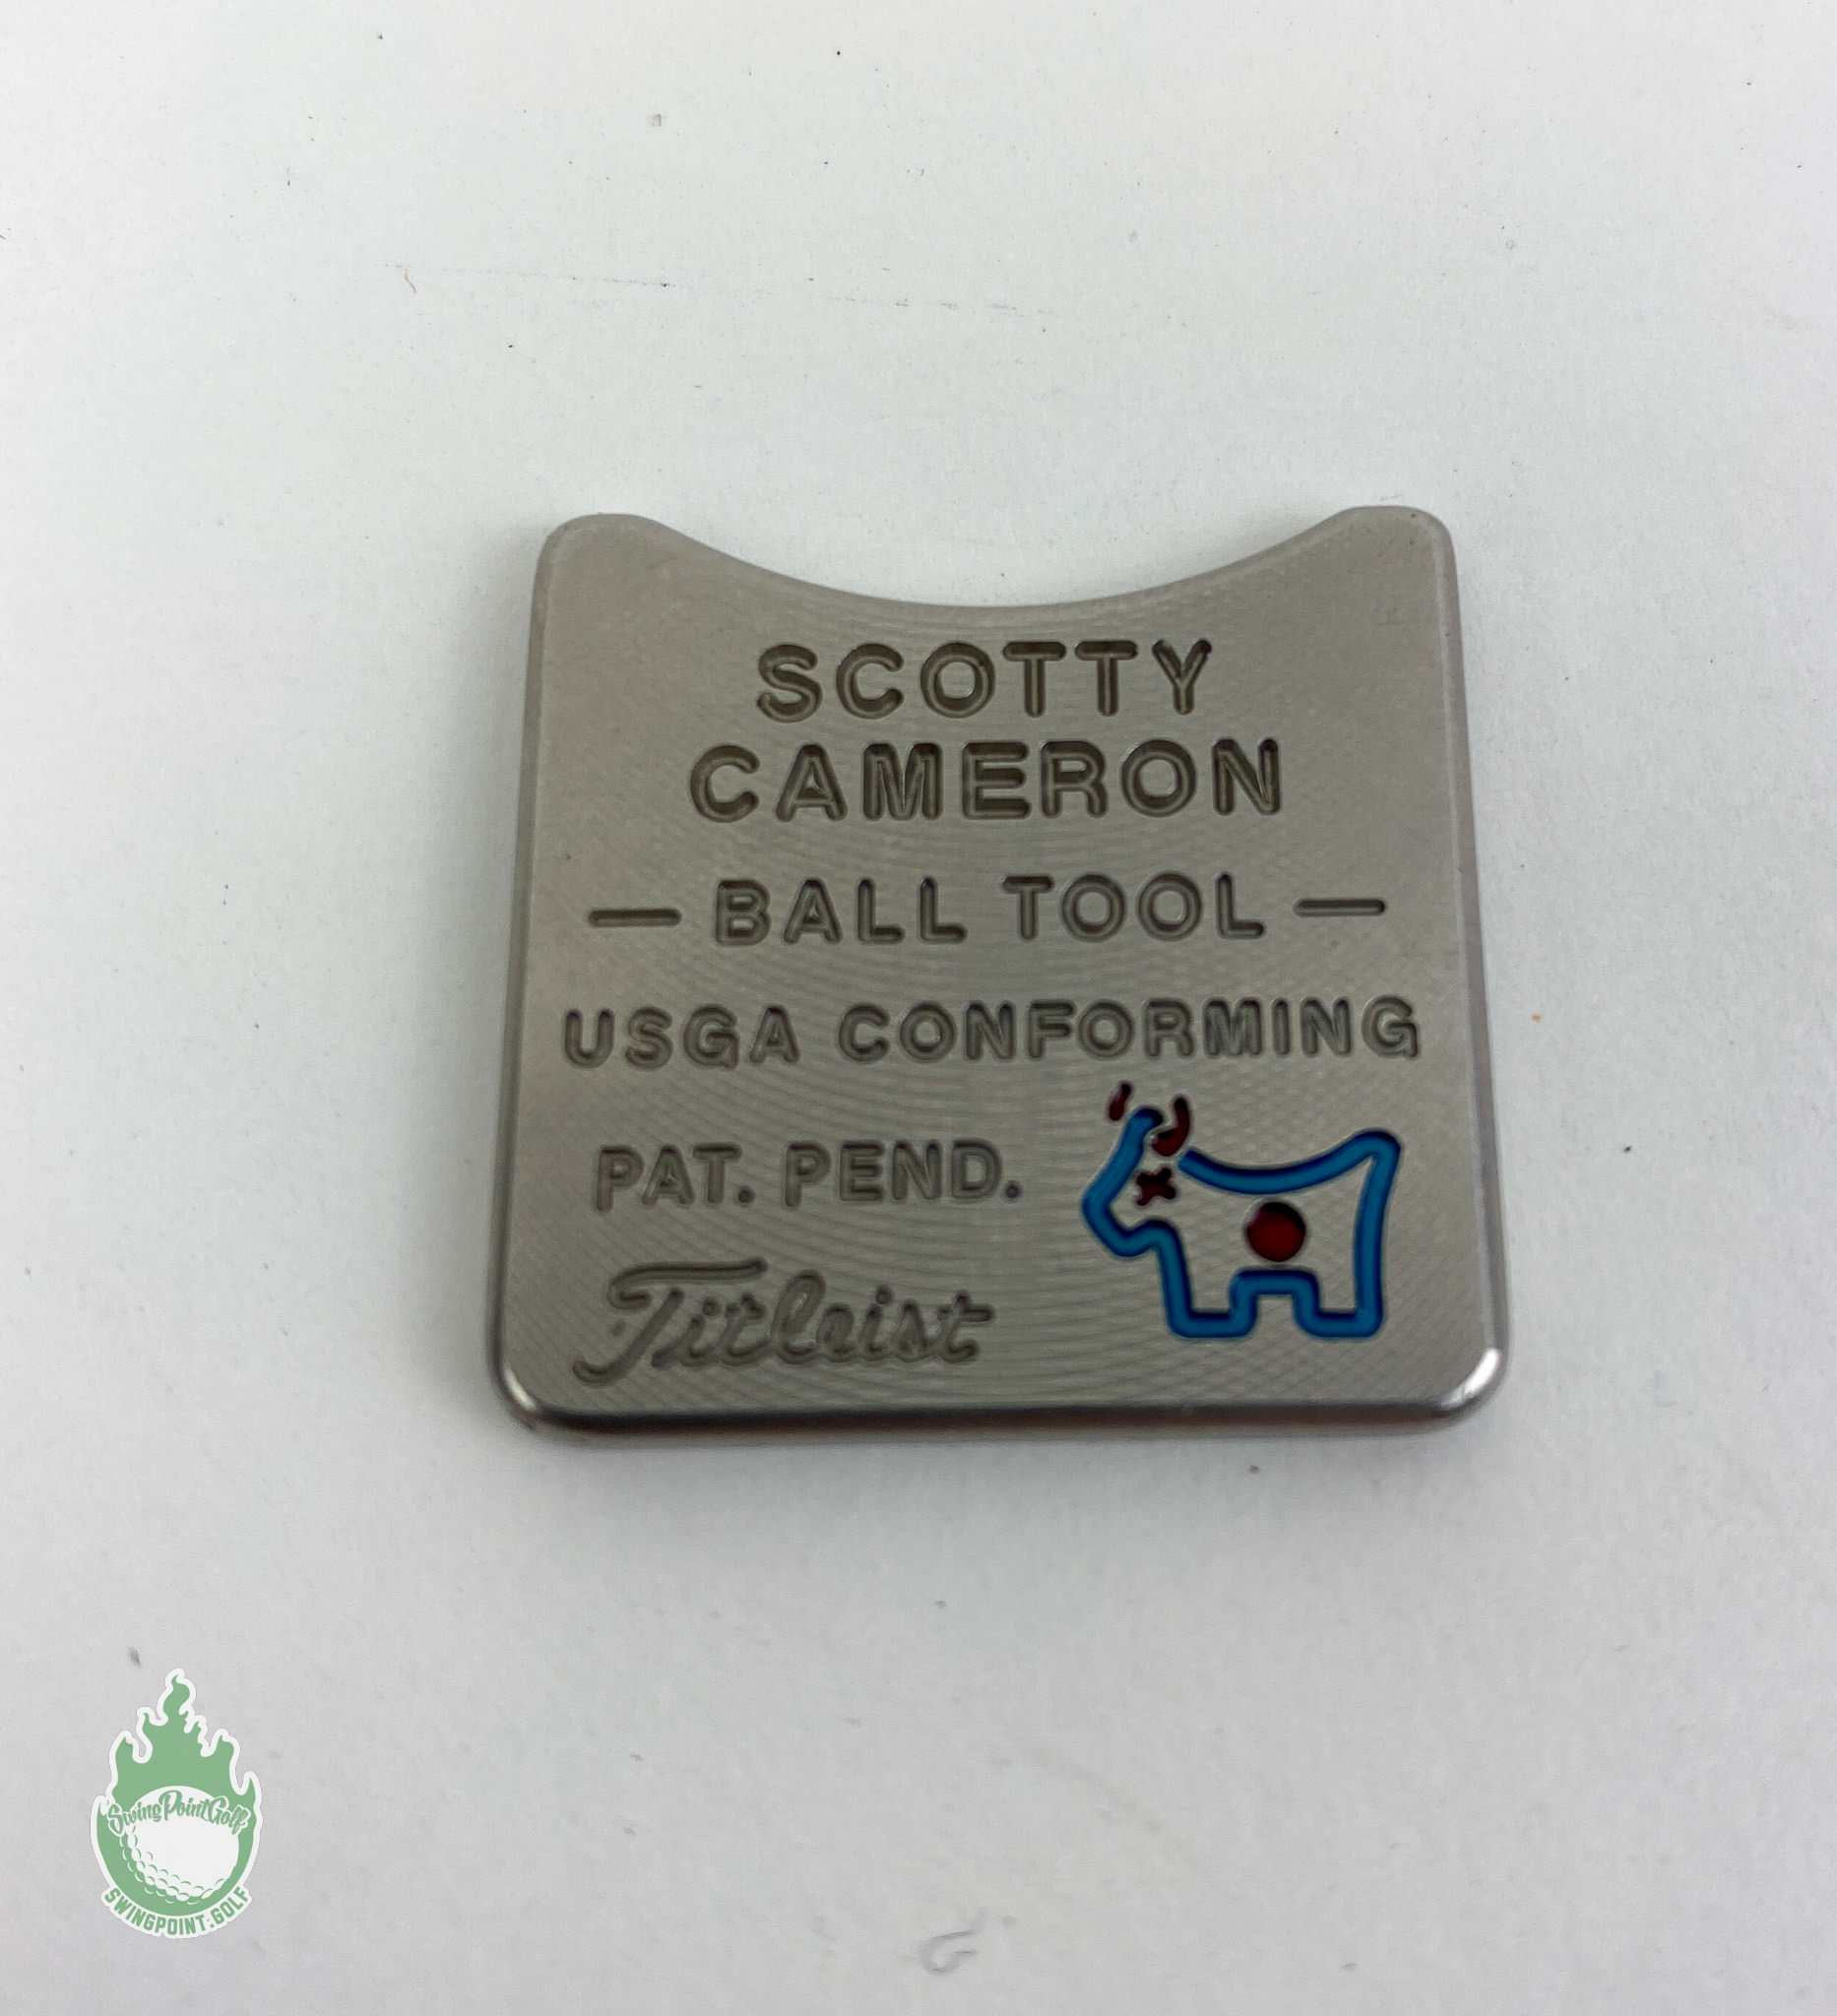 SCOTTY
CAMERON
— BALL TOOL —
USGA CONFORMING
PAT. PEND.
Titleist
SwingPointGolf
SWINGPOINT.GOLF